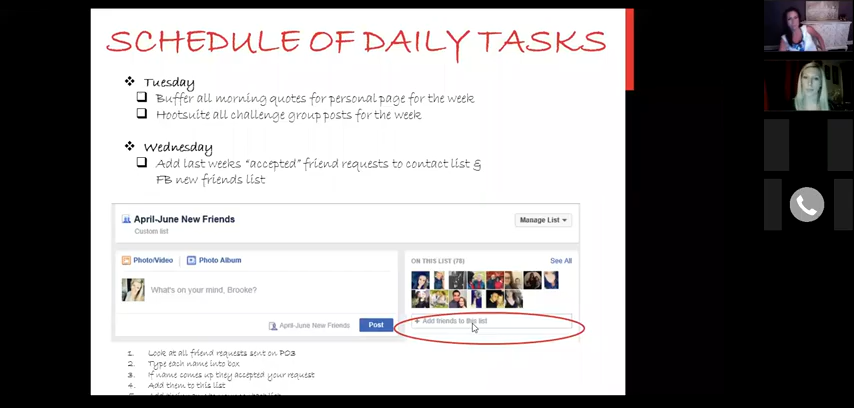 SCHEDULE OF DAILY TASKS
Tuesday
Buffer all morning quotes for personal page for the week
Hootsuite all challenge group posts for the week
Wednesday
Add last weeks "accepted" friend requests to contact list &
FB new friends list
April-June New Friends
Custom list
Manage List
Photo/Video | Photo Album
What's on your mind, Brooke?
April-June New Friends
Post
ON THIS LIST (78)
See All
+ Add friends to this list
1. Look at all friend requests sent on PO3
2. Type each name into box
3. If name comes up they accepted your request
4. Add them to this list